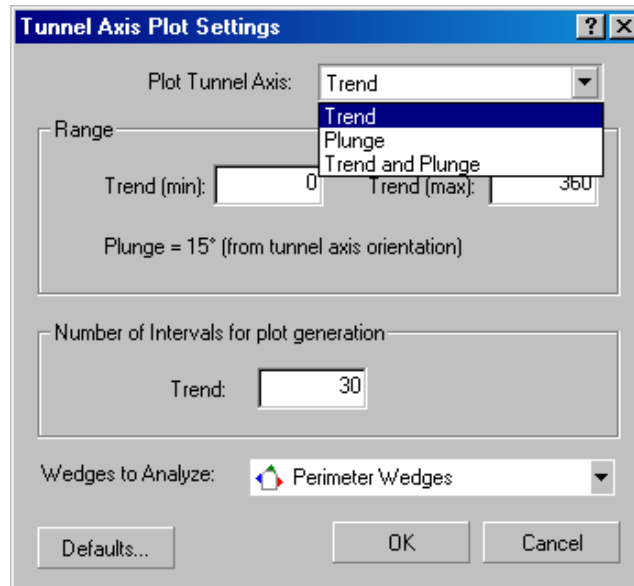 Tunnel Axis Plot Settings
Plot Tunnel Axis: Trend
Trend
Plunge
Trend and Plunge
Range
Trend (min): 0 Trend (max): 360
Plunge = 15° (from tunnel axis orientation)
Number of Intervals for plot generation
Trend: 30
Wedges to Analyze: Perimeter Wedges
Defaults... OK Cancel